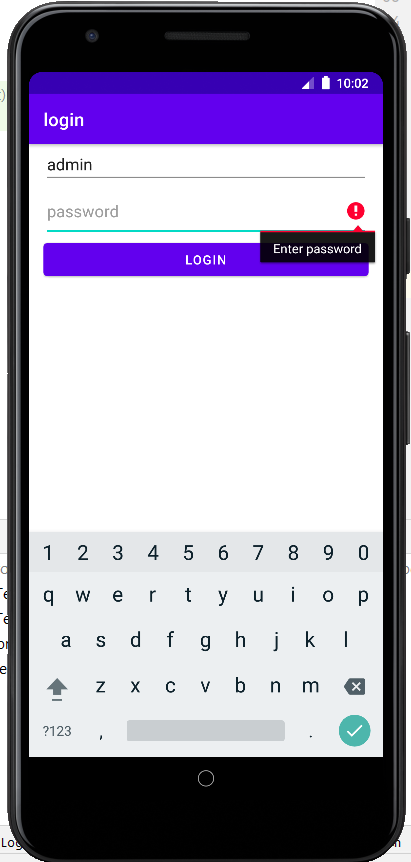 10:02
login
admin
password
Enter password
LOGIN
1 2 3 4 5 6 7 8 9 0
q w e r t y u i o p
a s d f g h j k l
z x c v b n m
?123 , .